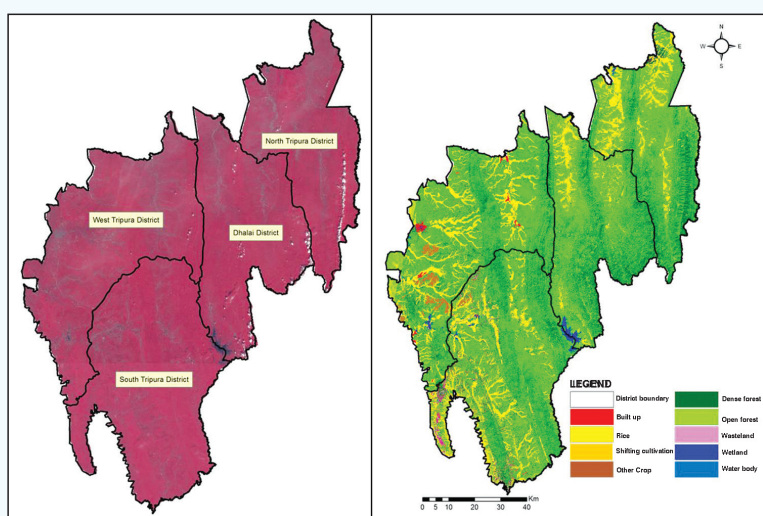 North Tripura District
West Tripura District
Dhalai District
South Tripura District
N
W E
S
LEGEND
District boundary
Built up
Rice
Shifting cultivation
Other Crop
Dense forest
Open forest
Wasteland
Wetland
Water body
Km
0 5 10 20 30 40